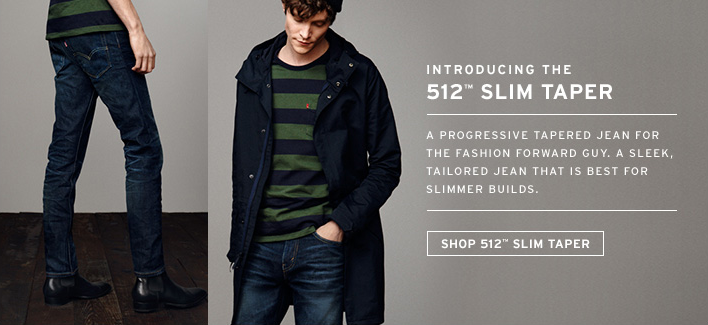 INTRODUCING THE
512™ SLIM TAPER
A PROGRESSIVE TAPERED JEAN FOR
THE FASHION FORWARD GUY. A SLEEK,
TAILORED JEAN THAT IS BEST FOR
SLIMMER BUILDS.
SHOP 512™ SLIM TAPER